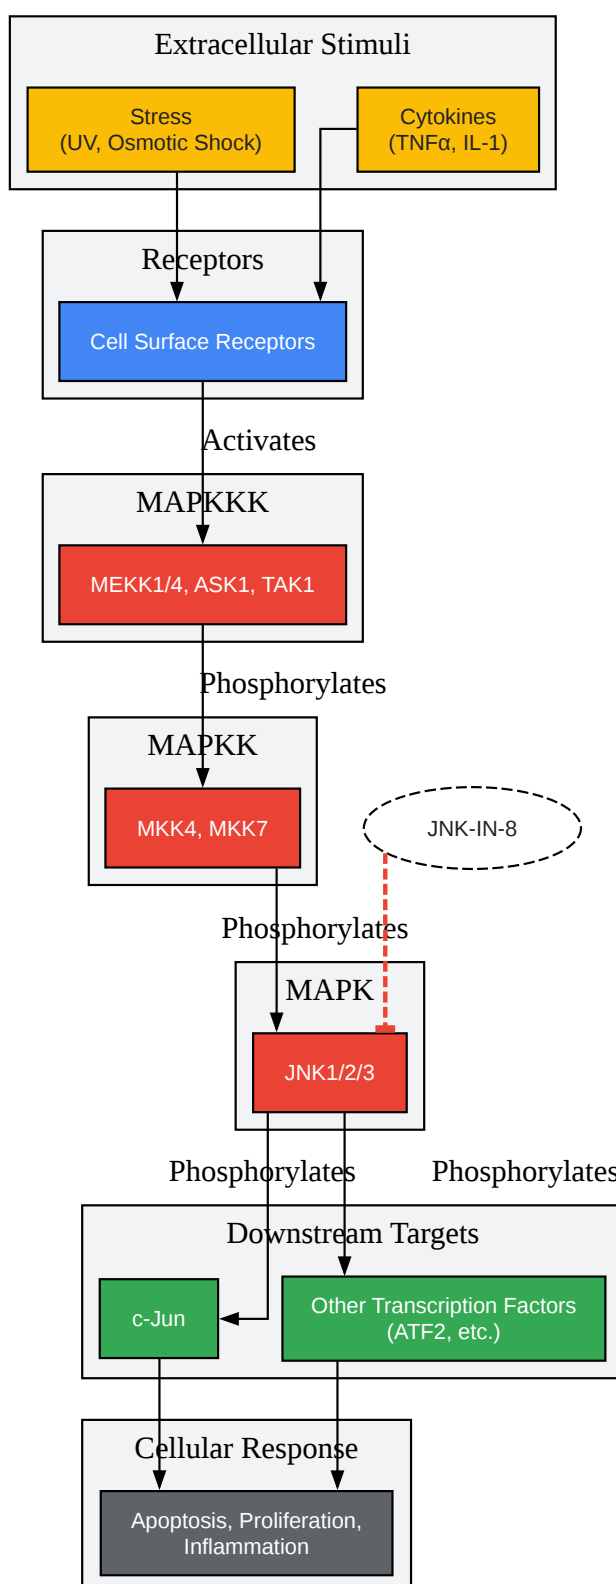 Extracellular Stimuli
Stress
(UV, Osmotic Shock)
Cytokines
(TNFα, IL-1)
Receptors
Cell Surface Receptors
Activates
MAPKKK
MEKK1/4, ASK1, TAK1
Phosphorylates
MAPKK
MKK4, MKK7
JNK-IN-8
Phosphorylates
MAPK
JNK1/2/3
Phosphorylates
Phosphorylates
Downstream Targets
c-Jun
Other Transcription Factors
(ATF2, etc.)
Cellular Response
Apoptosis, Proliferation,
Inflammation